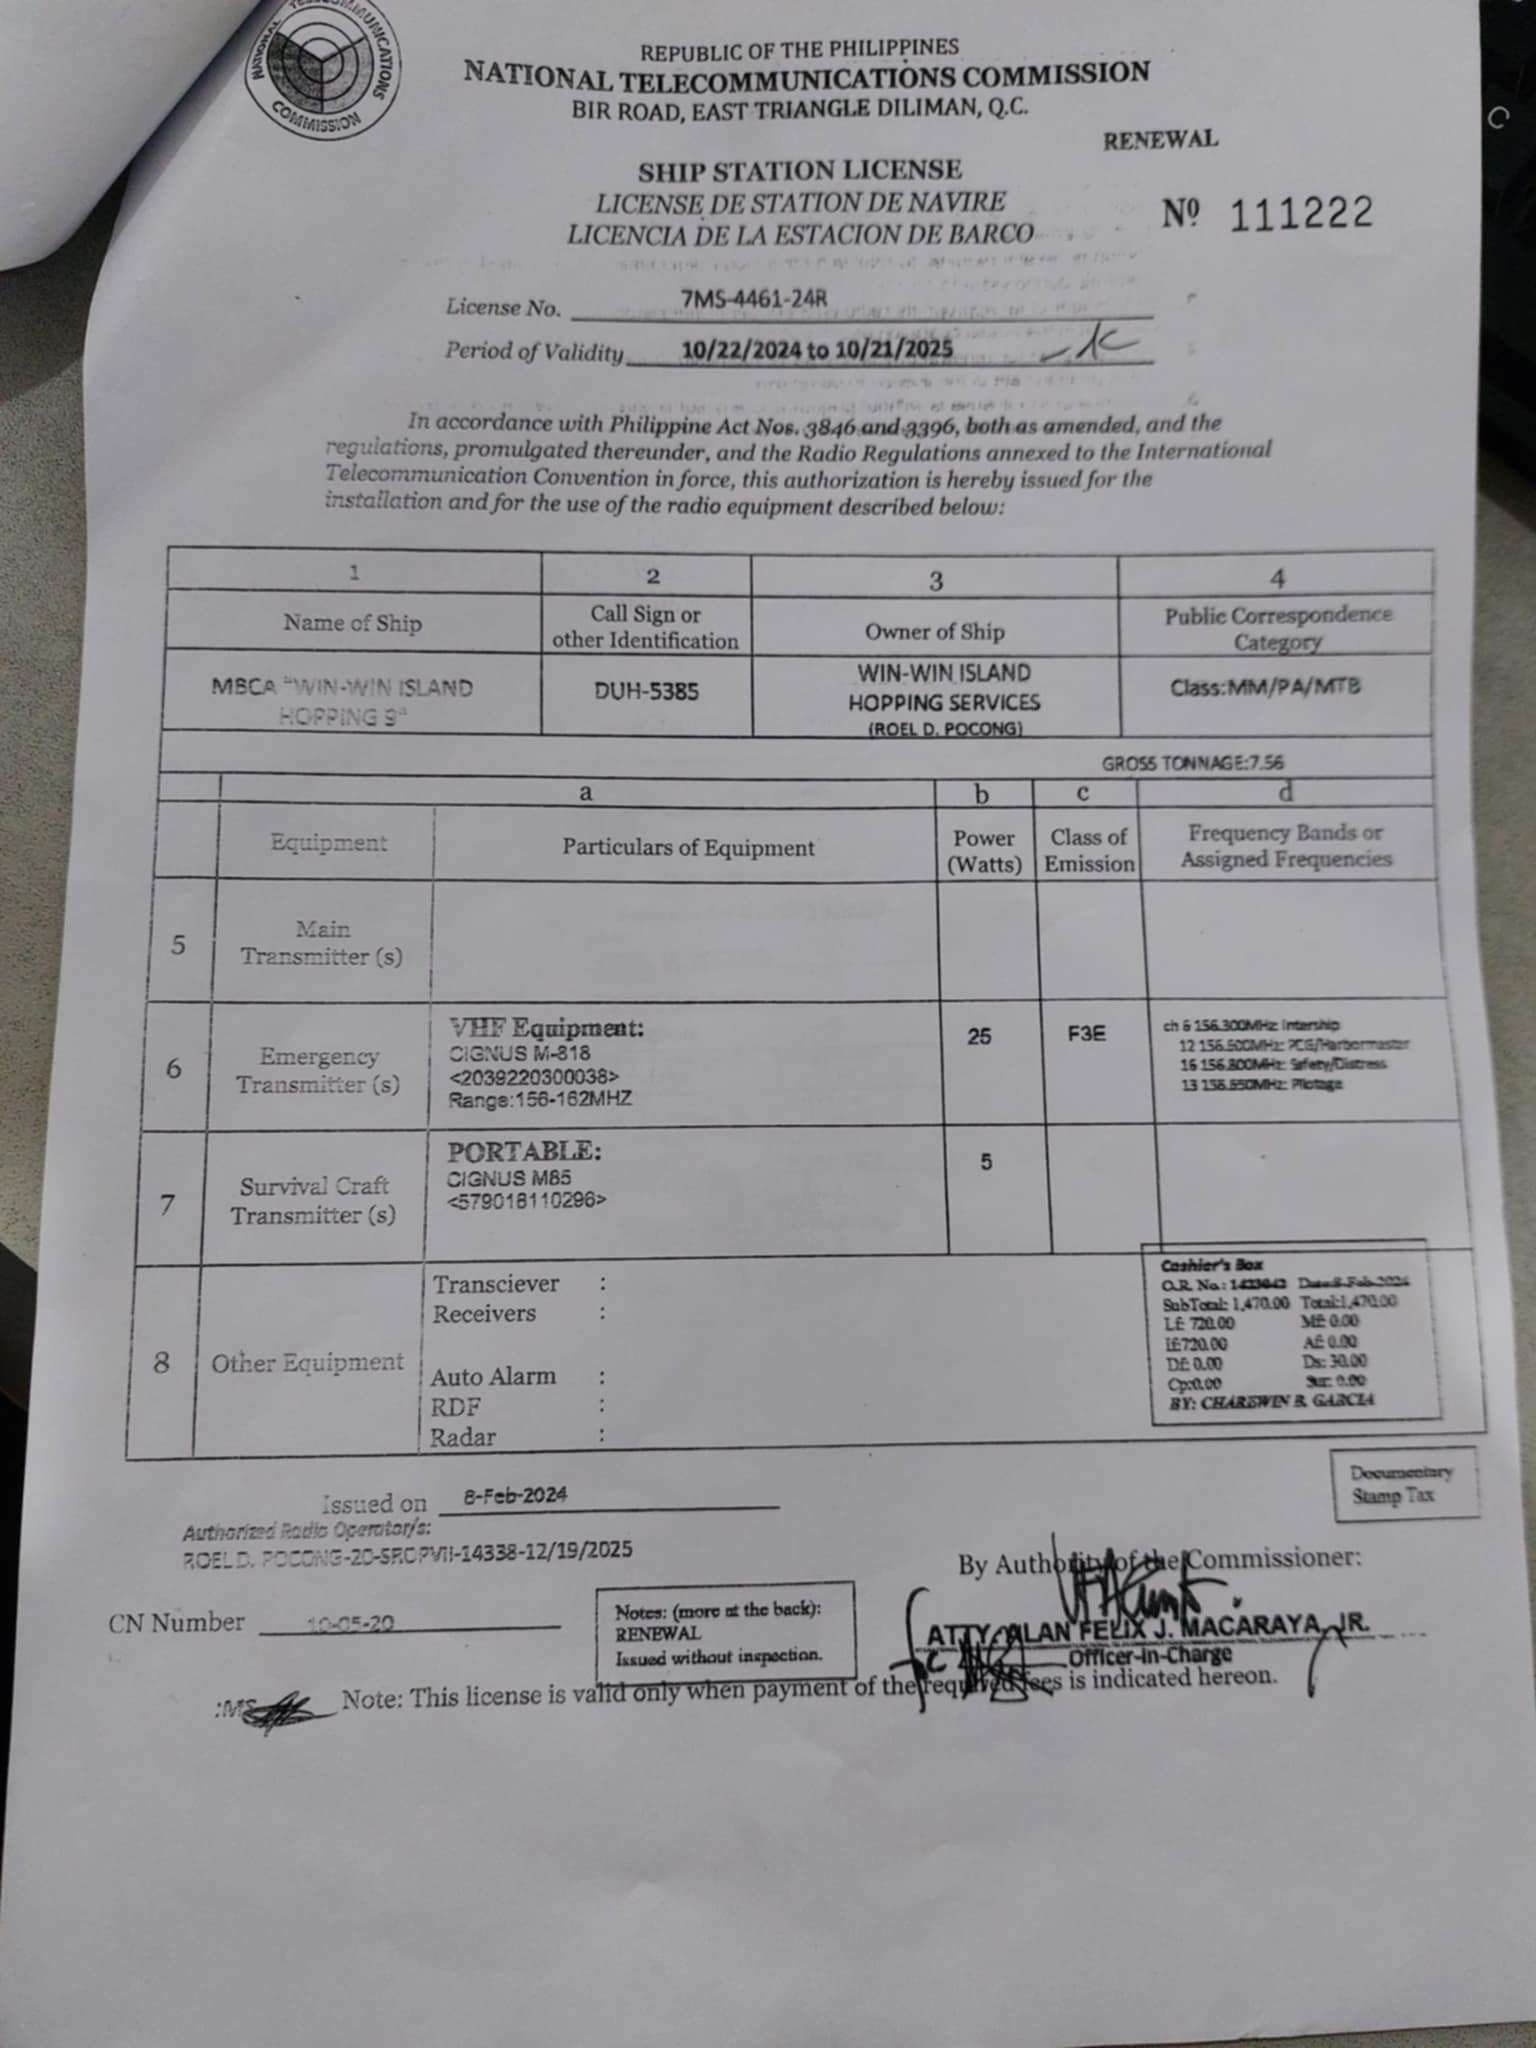 NATIONAL TELECOMMUNICATIONS COMMISSION
REPUBLIC OF THE PHILIPPINES
NATIONAL TELECOMMUNICATIONS COMMISSION
BIR ROAD, EAST TRIANGLE DILIMAN, Q.C.
RENEWAL
SHIP STATION LICENSE
LICENSE DE STATION DE NAVIRE
LICENCIA DE LA ESTACION DE BARCO
Nº 111222
License No. 7MS-4461-24R
Period of Validity 10/22/2024 to 10/21/2025
In accordance with Philippine Act Nos. 3846 and 3396, both as amended, and the
regulations, promulgated thereunder, and the Radio Regulations annexed to the International
Telecommunication Convention in force, this authorization is hereby issued for the
installation and for the use of the radio equipment described below:
1 2 3 4
Name of Ship
Call Sign or
other Identification
Owner of Ship
Public Correspondence
Category
MBCA "WIN-WIN ISLAND
HOPPING 9"
DUH-5385
WIN-WIN ISLAND
HOPPING SERVICES
(ROEL D. POCONG)
Class:MM/PA/MTB
GROSS TONNAGE:7.56
a b c d
Equipment
Particulars of Equipment
Power
(Watts)
Class of
Emission
Frequency Bands or
Assigned Frequencies
5
Main
Transmitter (s)
6
Emergency
Transmitter (s)
VHF Equipment:
CIGNUS M-818
<2039220300038>
Range:156-162MHZ
25
F3E
ch 6 156.300MHz: Intership
12 156.600MHz: PCG/Harbormaster
16 156.800MHz: Safety/Distress
13 156.650MHz: Pilotage
7
Survival Craft
Transmitter (s)
PORTABLE:
CIGNUS M85
<579018110296>
5
8
Other Equipment
Transciever :
Receivers :
Auto Alarm :
RDF :
Radar :
Cashier's Box
O.R. No.: Date:8-Feb-2024
SubTotal: 1,470.00 Total:1,470.00
Lf: 720.00 Mf: 0.00
If:720.00 Af: 0.00
Df: 0.00 Ds: 30.00
Cp:0.00 Sur: 0.00
BY: CHARSWIN B. GARCIA
Documentary
Stamp Tax
Issued on 8-Feb-2024
Authorized Radio Operator/s:
ROEL D. POCONG-20-SROPVII-14338-12/19/2025
By Authority of the Commissioner:
CN Number 10-05-20
Notes: (more at the back):
RENEWAL
Issued without inspection.
ATTY. ALAN FELIX J. MACARAYA, JR.
Officer-in-Charge
:MS
Note: This license is valid only when payment of the required fees is indicated hereon.